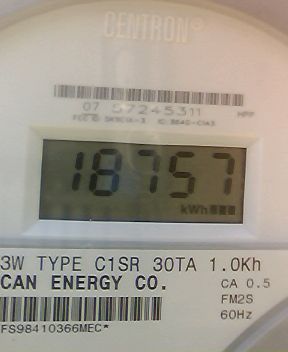 CENTRON®
07 57245311 HPP
18757
kWh
3W TYPE C1SR 30TA 1.0Kh
CAN ENERGY CO. CA 0.5
FM2S
60Hz
FS98410366MEC*